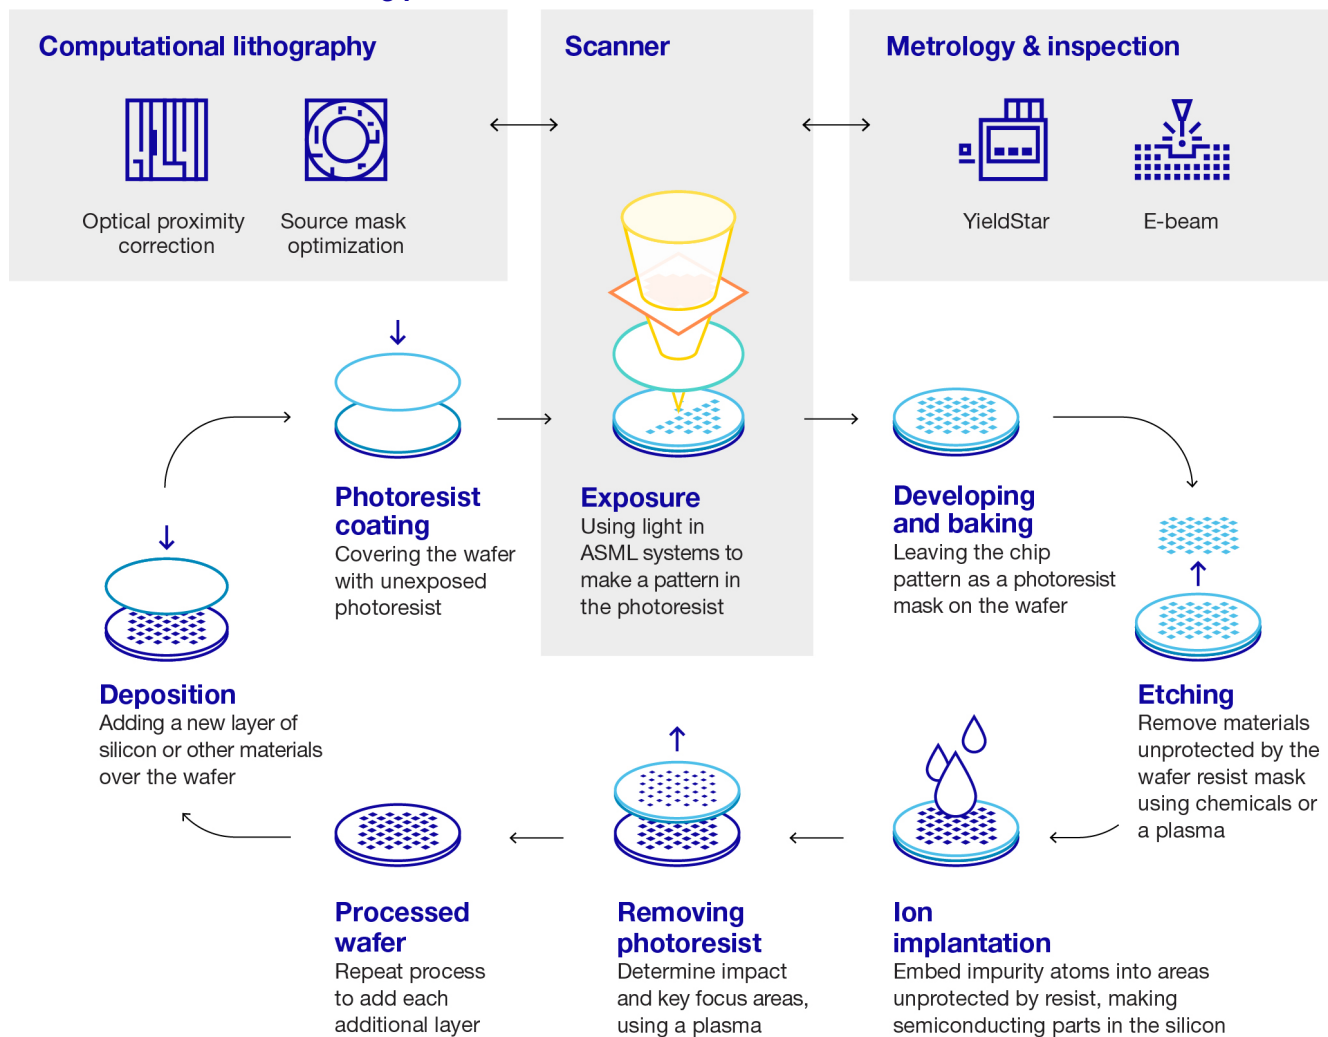 Computational lithography
Optical proximity
correction
Source mask
optimization
Scanner
Metrology & inspection
YieldStar
E-beam
Photoresist
coating
Covering the wafer
with unexposed
photoresist
Exposure
Using light in
ASML systems to
make a pattern in
the photoresist
Developing
and baking
Leaving the chip
pattern as a photoresist
mask on the wafer
Etching
Remove materials
unprotected by the
wafer resist mask
using chemicals or
a plasma
Ion
implantation
Embed impurity atoms into areas
unprotected by resist, making
semiconducting parts in the silicon
Removing
photoresist
Determine impact
and key focus areas,
using a plasma
Processed
wafer
Repeat process
to add each
additional layer
Deposition
Adding a new layer of
silicon or other materials
over the wafer